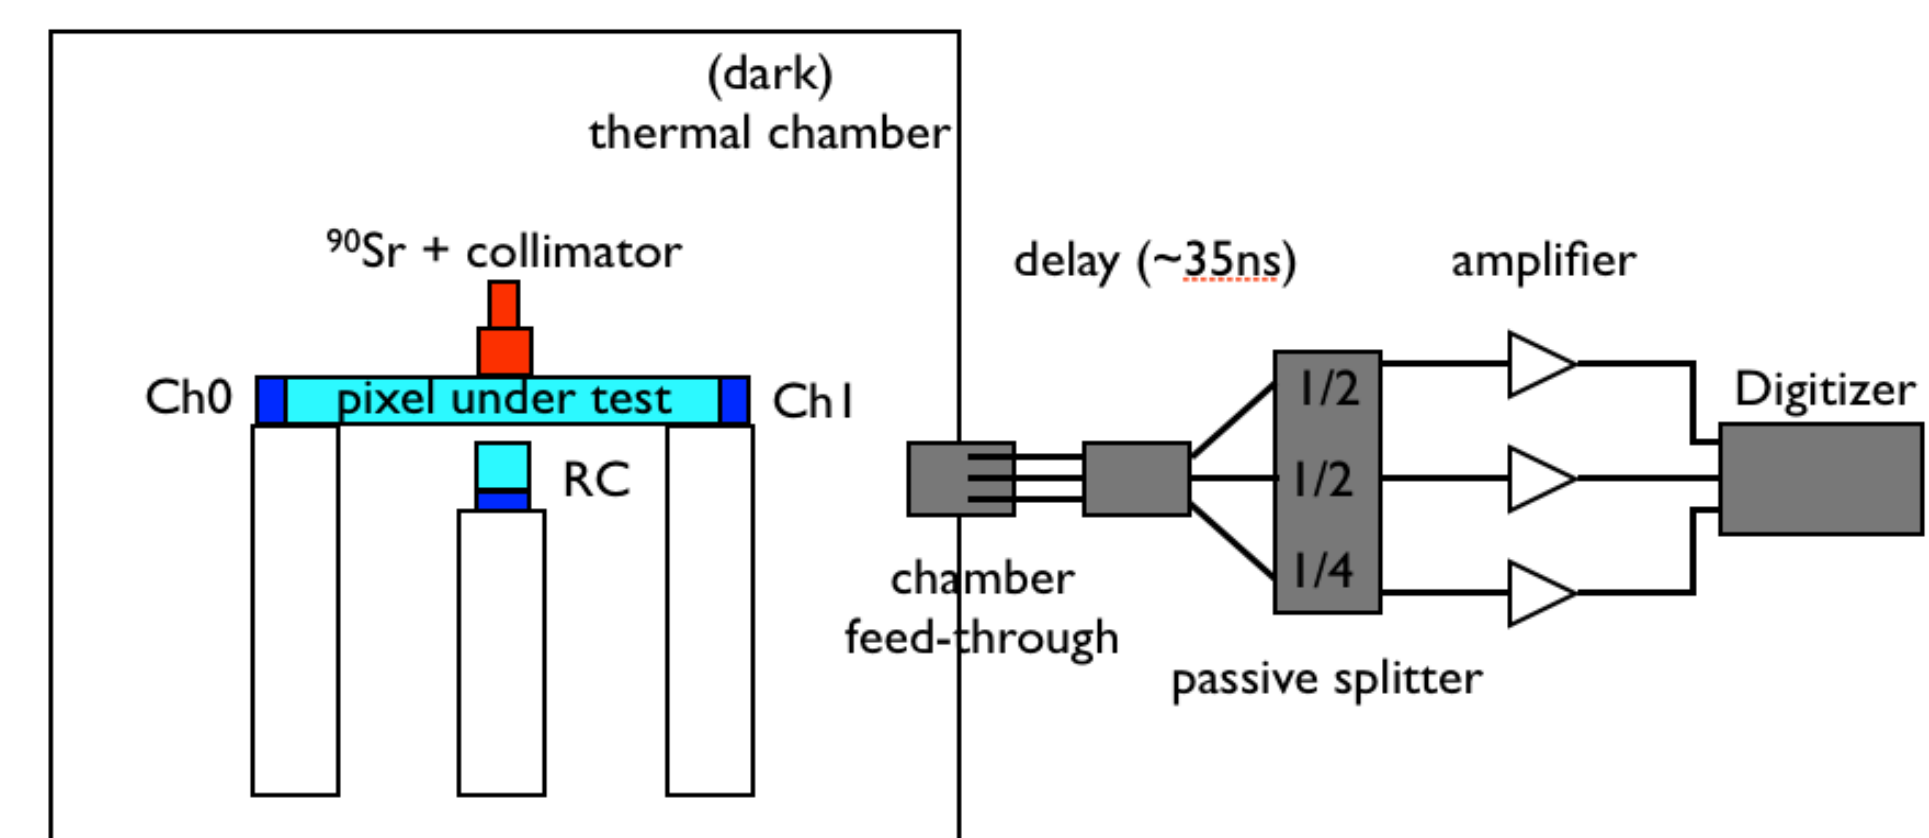 (dark)
thermal chamber
⁹⁰Sr + collimator
delay (~35ns)
amplifier
Ch0
pixel under test
Ch1
1/2
Digitizer
RC
1/2
1/4
chamber
feed-through
passive splitter